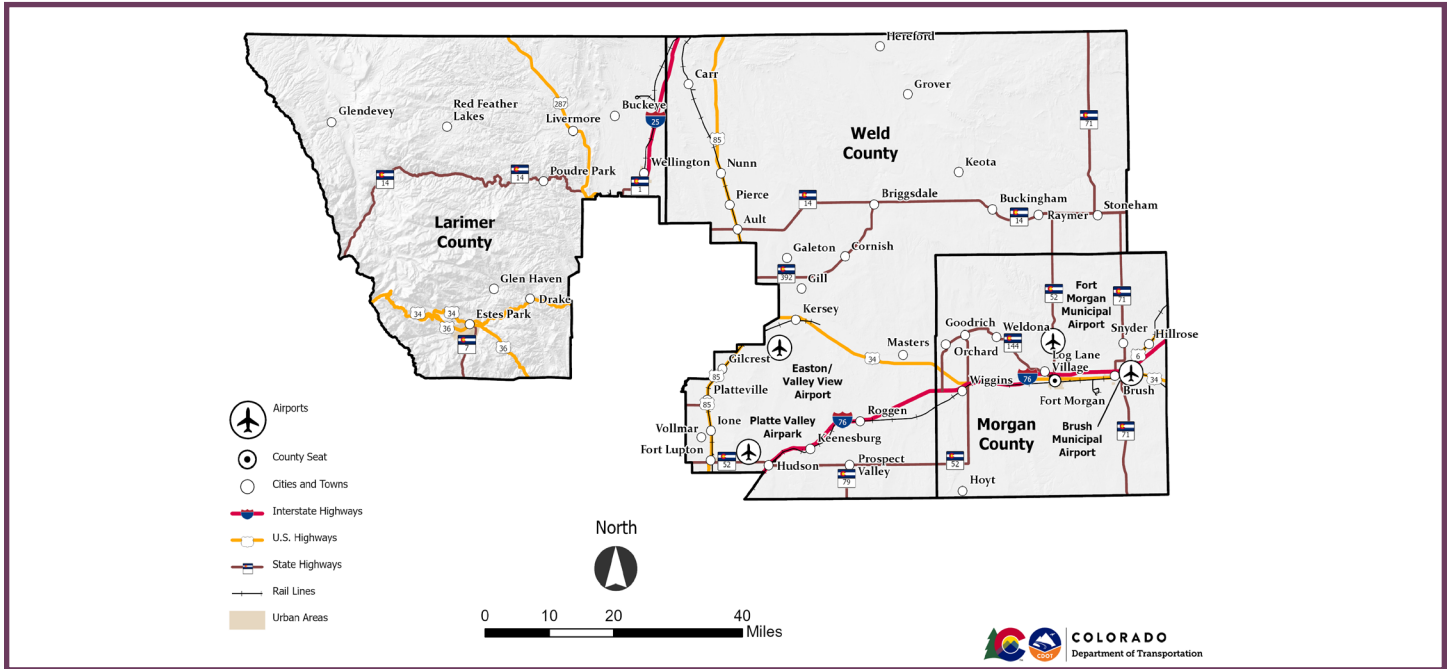 Hereford
Carr
Grover
Glendevey
Red Feather
Lakes
287
Buckeye
Livermore
25
71
85
Weld
County
Nunn
Keota
Wellington
Poudre Park
14
14
1
Pierce
14
Briggsdale
Buckingham
Raymer
Stoneham
14
Ault
Larimer
County
Galeton
Cornish
392
Gill
Glen Haven
Drake
34
34
36
Estes Park
36
7
Kersey
52
Fort
Morgan
Municipal
Airport
71
Goodrich
Weldona
144
Snyder
Hillrose
Orchard
Log Lane
Village
6
Masters
34
Gilcrest
85
Easton/
Valley View
Airport
Platteville
85
Wiggins
76
Fort Morgan
Brush
34
Platte Valley
Airpark
Roggen
76
Morgan
County
Brush
Municipal
Airport
71
Ione
Vollmar
Keenesburg
Fort Lupton
52
Hudson
Prospect
Valley
79
52
Hoyt
Airports
County Seat
Cities and Towns
Interstate Highways
U.S. Highways
State Highways
Rail Lines
Urban Areas
North
0 10 20 40
Miles
CDOT
COLORADO
Department of Transportation